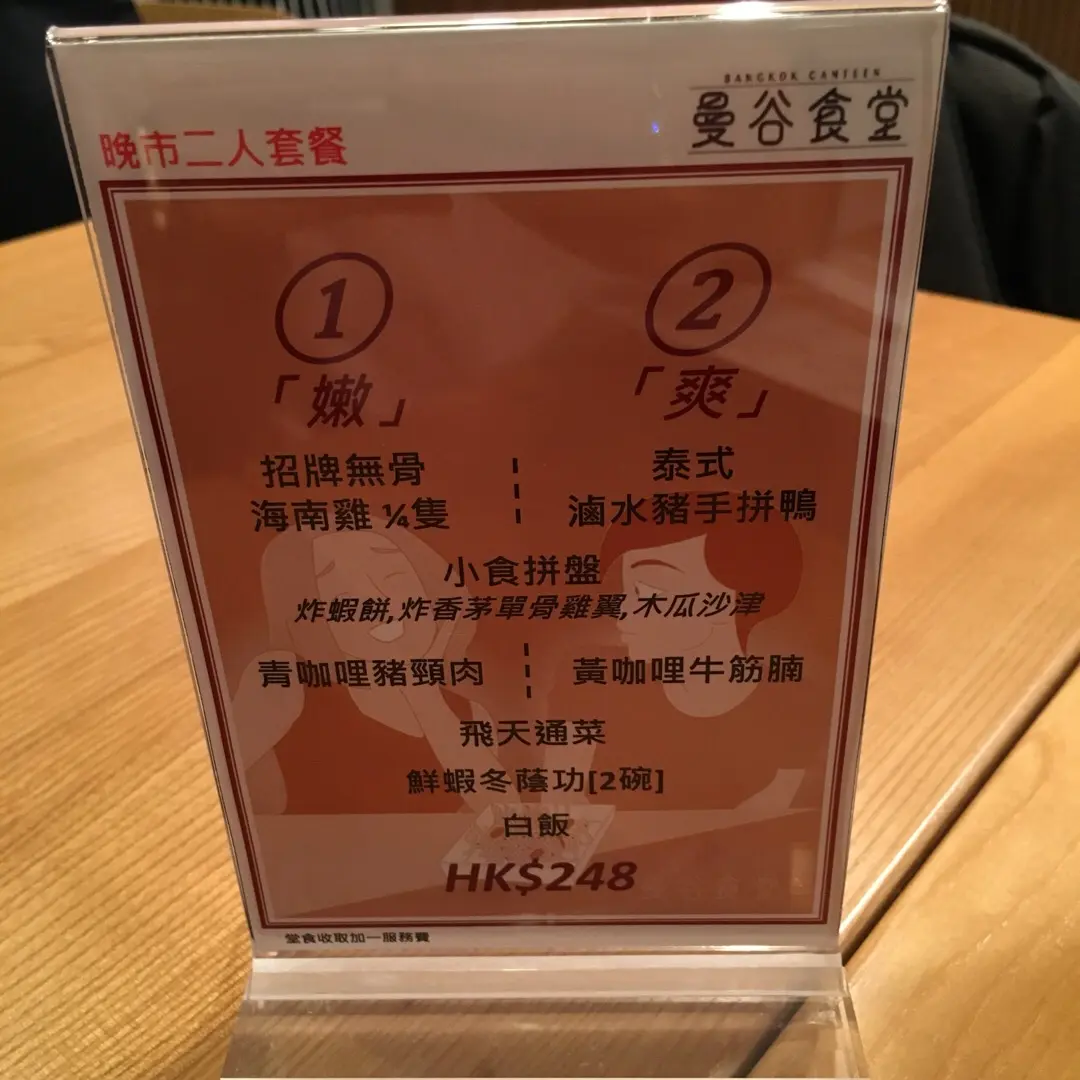 BANGKOK CANTEEN
曼谷食堂
晚市二人套餐
1
「嫩」
招牌無骨
海南雞 ¼隻
2
「爽」
泰式
滷水豬手拼鴨
小食拼盤
炸蝦餅,炸香茅單骨雞翼,木瓜沙津
青咖哩豬頸肉
黃咖哩牛筋腩
飛天通菜
鮮蝦冬蔭功[2碗]
白飯
HK$248
堂食收取加一服務費